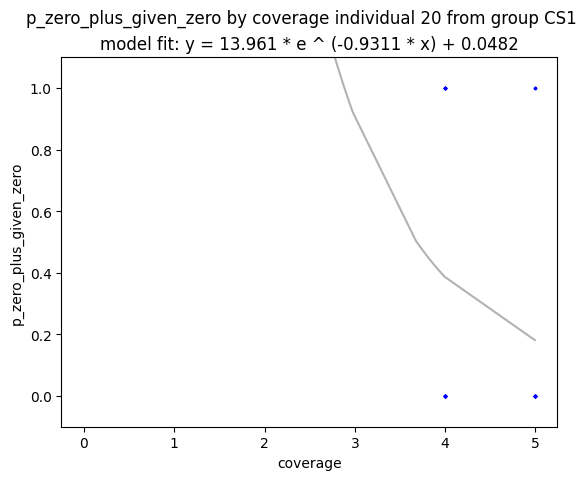 p_zero_plus_given_zero by coverage individual 20 from group CS1
model fit: y = 13.961 * e ^ (-0.9311 * x) + 0.0482
1.0
0.8
0.6
0.4
0.2
0.0
p_zero_plus_given_zero
0 1 2 3 4 5
coverage